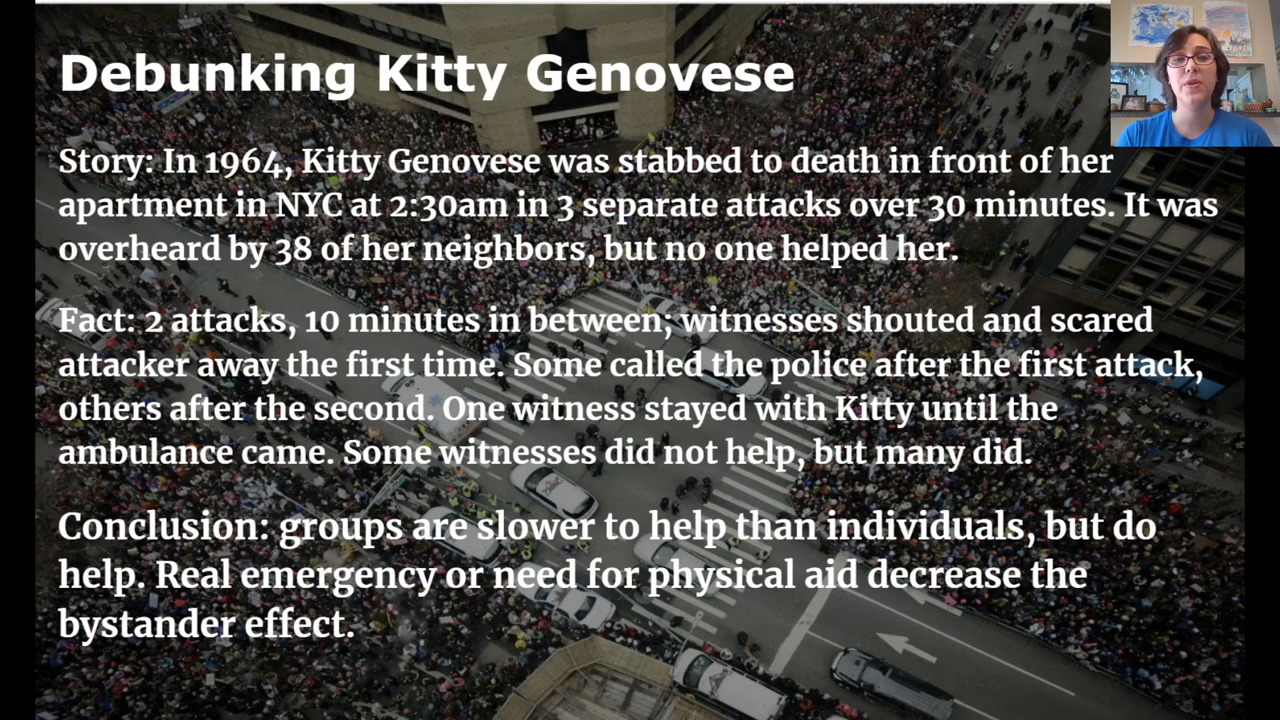 Debunking Kitty Genovese
Story: In 1964, Kitty Genovese was stabbed to death in front of her
apartment in NYC at 2:30am in 3 separate attacks over 30 minutes. It was
overheard by 38 of her neighbors, but no one helped her.
Fact: 2 attacks, 10 minutes in between; witnesses shouted and scared
attacker away the first time. Some called the police after the first attack,
others after the second. One witness stayed with Kitty until the
ambulance came. Some witnesses did not help, but many did.
Conclusion: groups are slower to help than individuals, but do
help. Real emergency or need for physical aid decrease the
bystander effect.